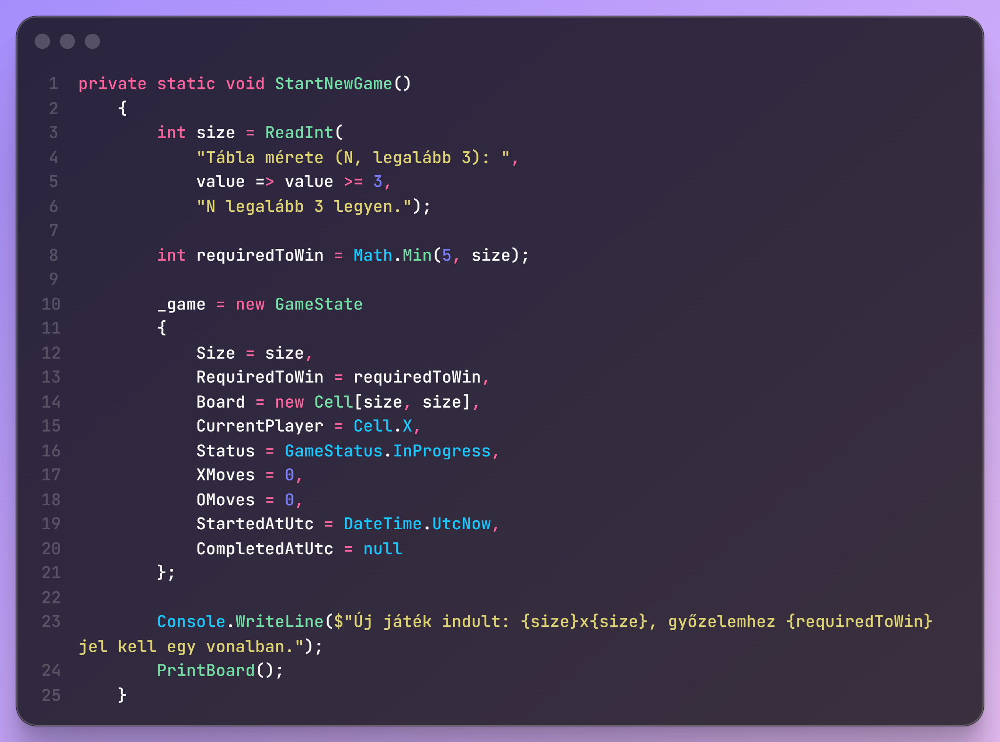 1 private static void StartNewGame()
2     {
3         int size = ReadInt(
4             "Tábla mérete (N, legalább 3): ",
5             value => value >= 3,
6             "N legalább 3 legyen.");
7
8         int requiredToWin = Math.Min(5, size);
9
10         _game = new GameState
11         {
12             Size = size,
13             RequiredToWin = requiredToWin,
14             Board = new Cell[size, size],
15             CurrentPlayer = Cell.X,
16             Status = GameStatus.InProgress,
17             XMoves = 0,
18             OMoves = 0,
19             StartedAtUtc = DateTime.UtcNow,
20             CompletedAtUtc = null
21         };
22
23         Console.WriteLine($"Új játék indult: {size}x{size}, győzelemhez {requiredToWin}
jel kell egy vonalban.");
24         PrintBoard();
25     }